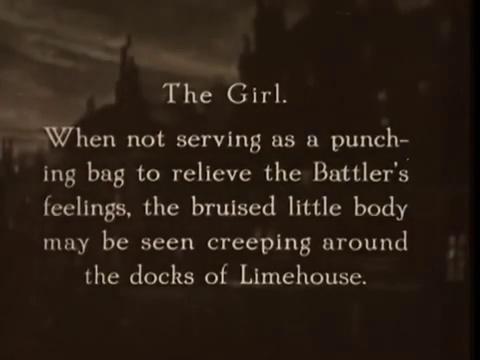 The Girl.
When not serving as a punch-
ing bag to relieve the Battler's
feelings, the bruised little body
may be seen creeping around
the docks of Limehouse.